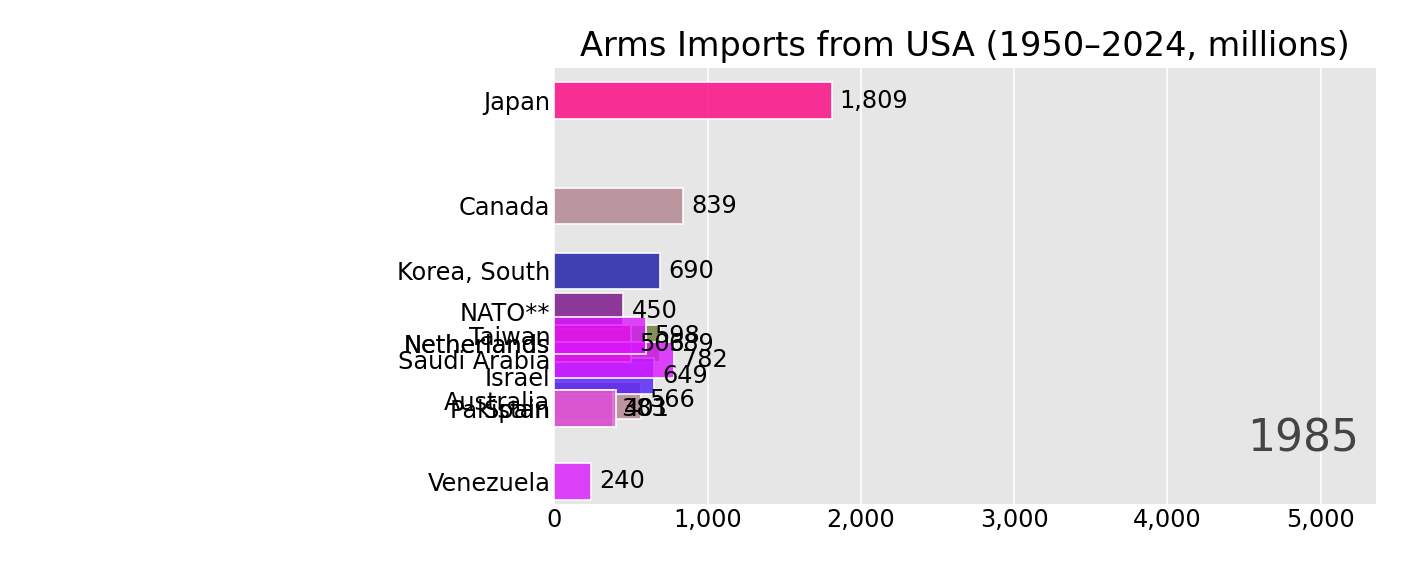 Arms Imports from USA (1950–2024, millions)
Japan 1,809
Canada 839
Korea, South 690
NATO** 450
Taiwan 598
Netherlands
Saudi Arabia 782
Israel 649
Australia 566
Pakistan
Venezuela 240
1985
0 1,000 2,000 3,000 4,000 5,000